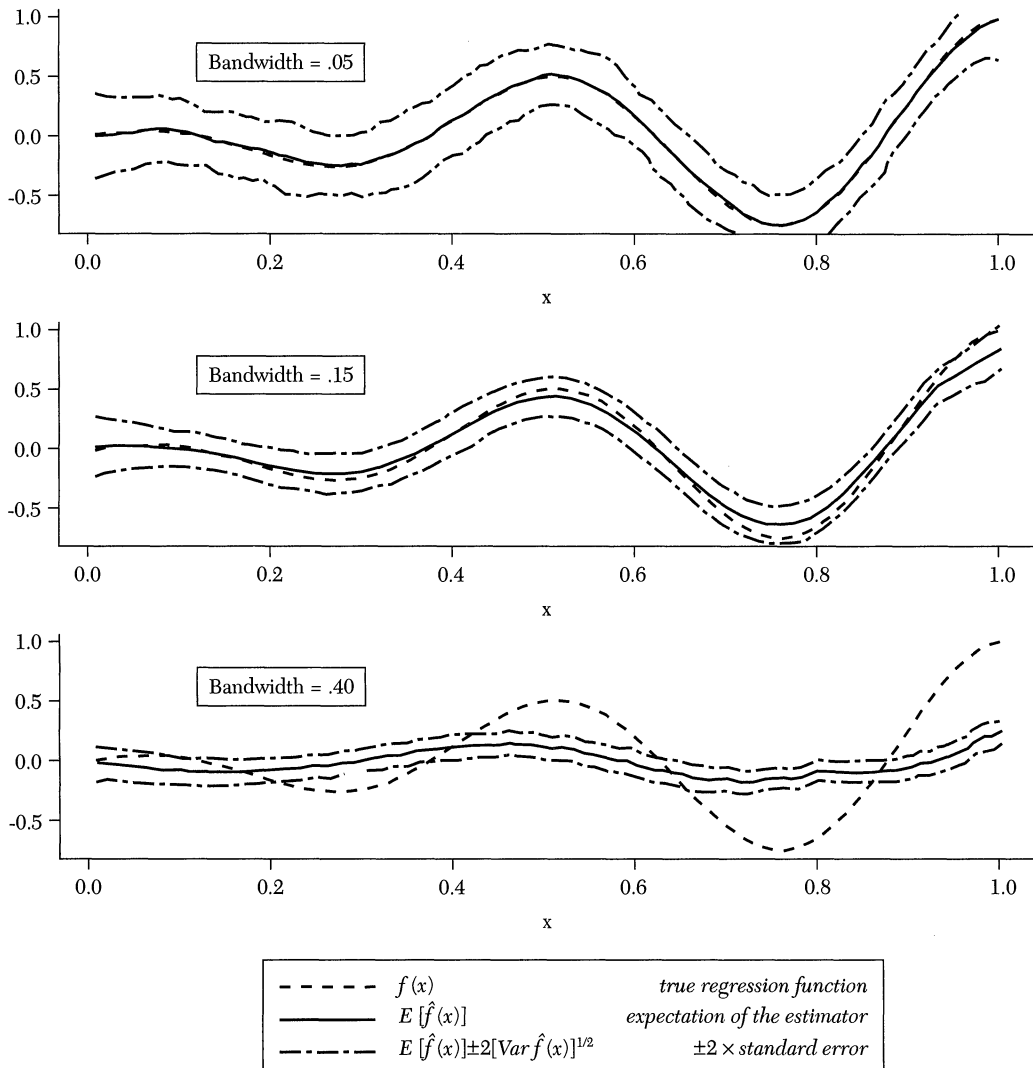 1.0
Bandwidth = .05
0.5
0.0
-0.5
0.0 0.2 0.4 0.6 0.8 1.0
x
1.0
Bandwidth = .15
0.5
0.0
-0.5
0.0 0.2 0.4 0.6 0.8 1.0
x
1.0
Bandwidth = .40
0.5
0.0
-0.5
0.0 0.2 0.4 0.6 0.8 1.0
x
f(x) true regression function
E [f̂(x)] expectation of the estimator
E [f̂(x)]±2[Var f̂(x)]^{1/2} ±2 × standard error